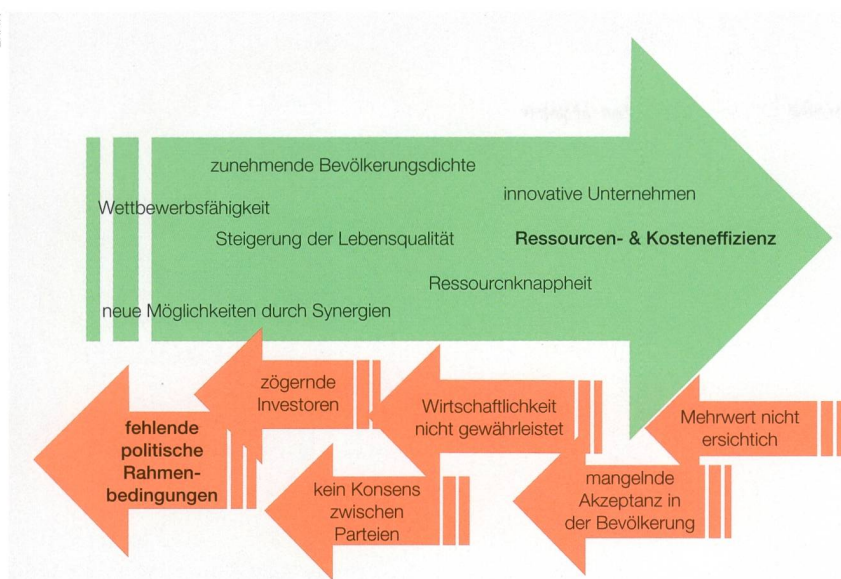 zunehmende Bevölkerungsdichte
innovative Unternehmen
Wettbewerbsfähigkeit
Steigerung der Lebensqualität
Ressourcen- & Kosteneffizienz
Ressourcnknappheit
neue Möglichkeiten durch Synergien
zögernde
Investoren
Wirtschaftlichkeit
nicht gewährleistet
Mehrwert nicht
ersichtich
fehlende
politische
Rahmen-
bedingungen
kein Konsens
zwischen
Parteien
mangelnde
Akzeptanz in
der Bevölkerung